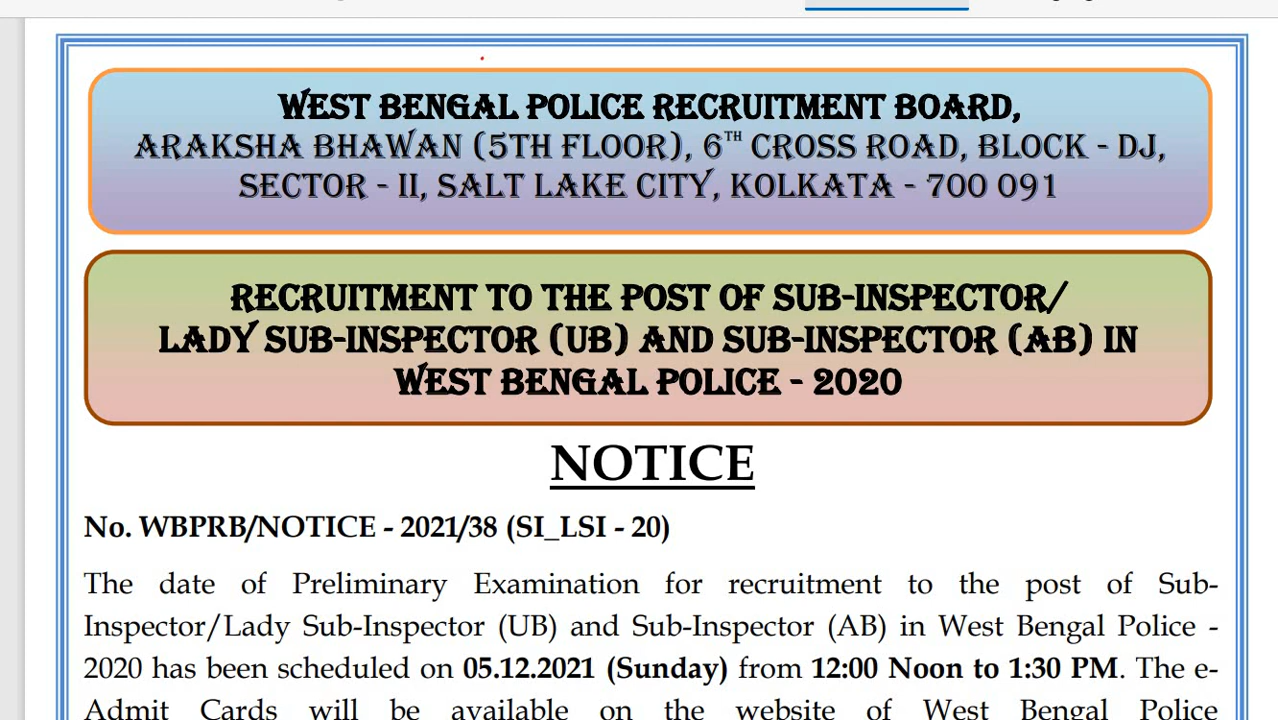 WEST BENGAL POLICE RECRUITMENT BOARD,
ARAKSHA BHAWAN (5TH FLOOR), 6TH CROSS ROAD, BLOCK - DJ,
SECTOR - II, SALT LAKE CITY, KOLKATA - 700 091
RECRUITMENT TO THE POST OF SUB-INSPECTOR/
LADY SUB-INSPECTOR (UB) AND SUB-INSPECTOR (AB) IN
WEST BENGAL POLICE - 2020
NOTICE
No. WBPRB/NOTICE - 2021/38 (SI_LSI - 20)
The date of Preliminary Examination for recruitment to the post of Sub-
Inspector/Lady Sub-Inspector (UB) and Sub-Inspector (AB) in West Bengal Police -
2020 has been scheduled on 05.12.2021 (Sunday) from 12:00 Noon to 1:30 PM. The e-
Admit Cards will be available on the website of West Bengal Police